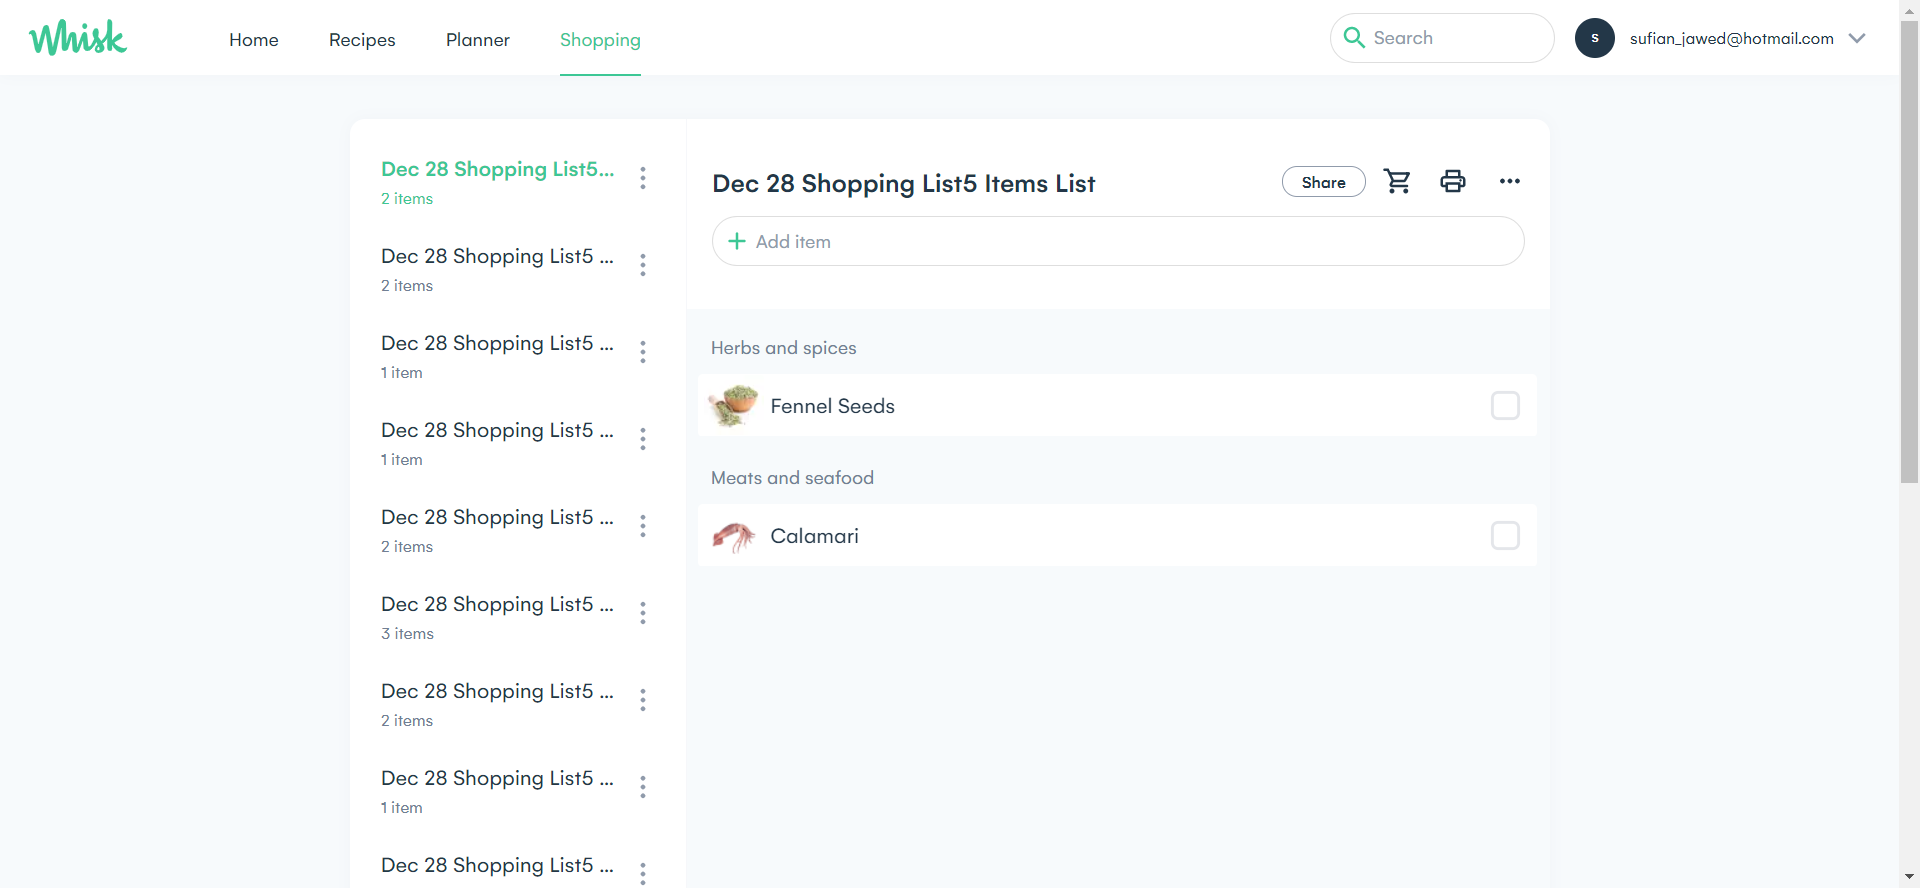 Whisk
Home
Recipes
Planner
Shopping
Search
S
sufian_jawed@hotmail.com
Dec 28 Shopping List5...
2 items
Dec 28 Shopping List5 ...
2 items
Dec 28 Shopping List5 ...
1 item
Dec 28 Shopping List5 ...
1 item
Dec 28 Shopping List5 ...
2 items
Dec 28 Shopping List5 ...
3 items
Dec 28 Shopping List5 ...
2 items
Dec 28 Shopping List5 ...
1 item
Dec 28 Shopping List5 ...
Dec 28 Shopping List5 Items List
Share
Add item
Herbs and spices
Fennel Seeds
Meats and seafood
Calamari